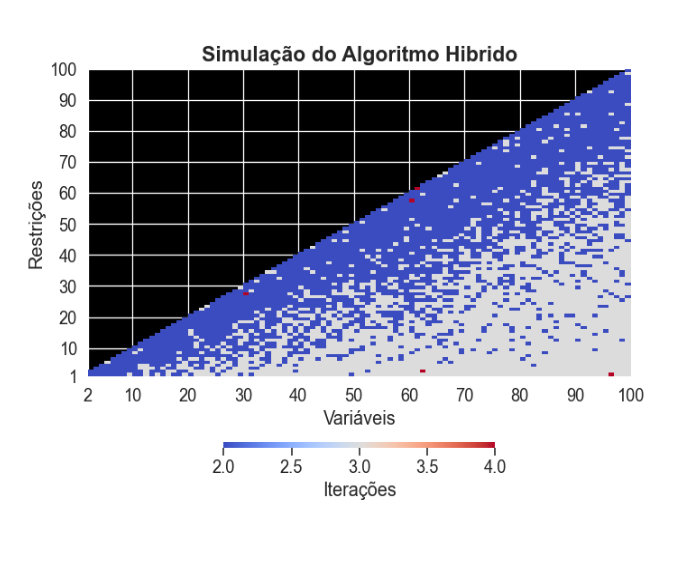 Simulação do Algoritmo Hibrido
100
90
80
70
60
50
40
30
20
10
1
Restrições
2 10 20 30 40 50 60 70 80 90 100
Variáveis
2.0 2.5 3.0 3.5 4.0
Iterações